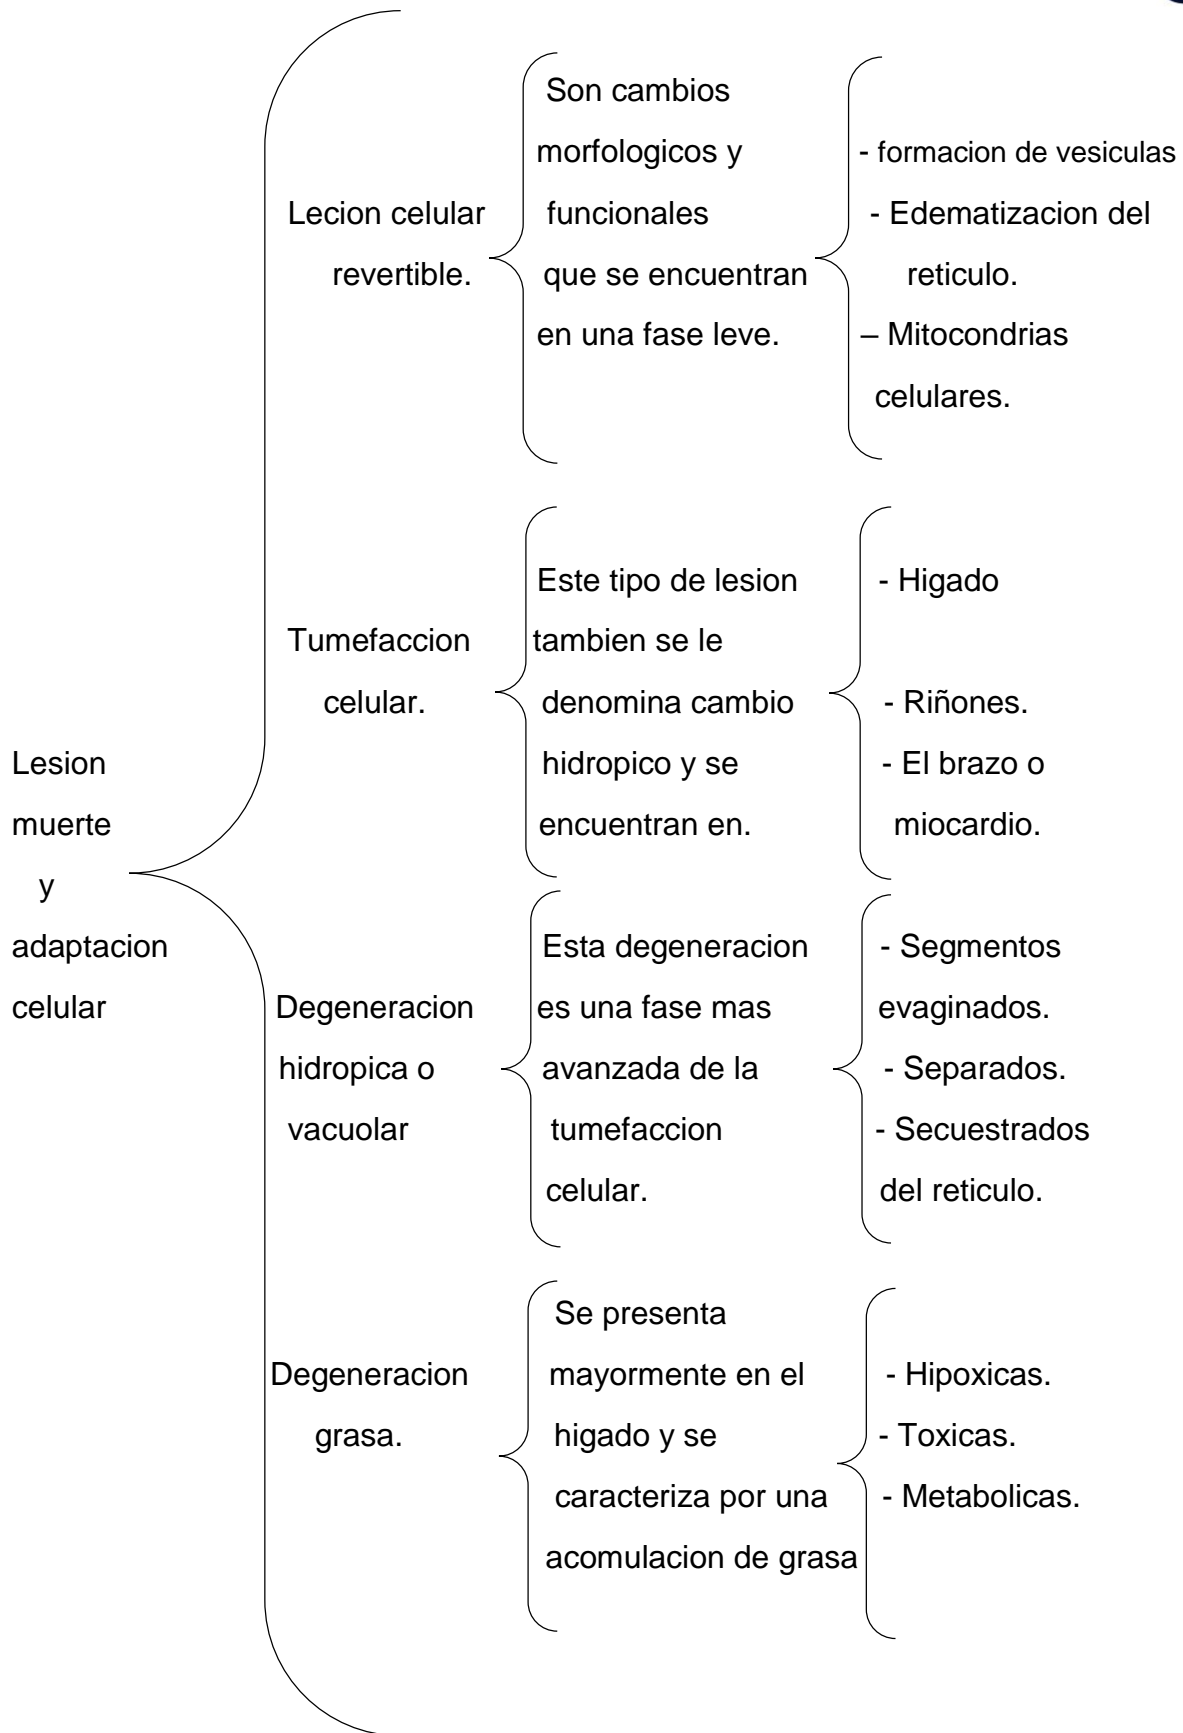 Lesion
muerte
y
adaptacion
celular
Lecion celular
revertible.
Son cambios
morfologicos y
funcionales
que se encuentran
en una fase leve.
- formacion de vesiculas
- Edematizacion del
reticulo.
– Mitocondrias
celulares.
Tumefaccion
celular.
Este tipo de lesion
tambien se le
denomina cambio
hidropico y se
encuentran en.
- Higado
- Riñones.
- El brazo o
miocardio.
Degeneracion
hidropica o
vacuolar
Esta degeneracion
es una fase mas
avanzada de la
tumefaccion
celular.
- Segmentos
evaginados.
- Separados.
- Secuestrados
del reticulo.
Degeneracion
grasa.
Se presenta
mayormente en el
higado y se
caracteriza por una
acomulacion de grasa
- Hipoxicas.
- Toxicas.
- Metabolicas.